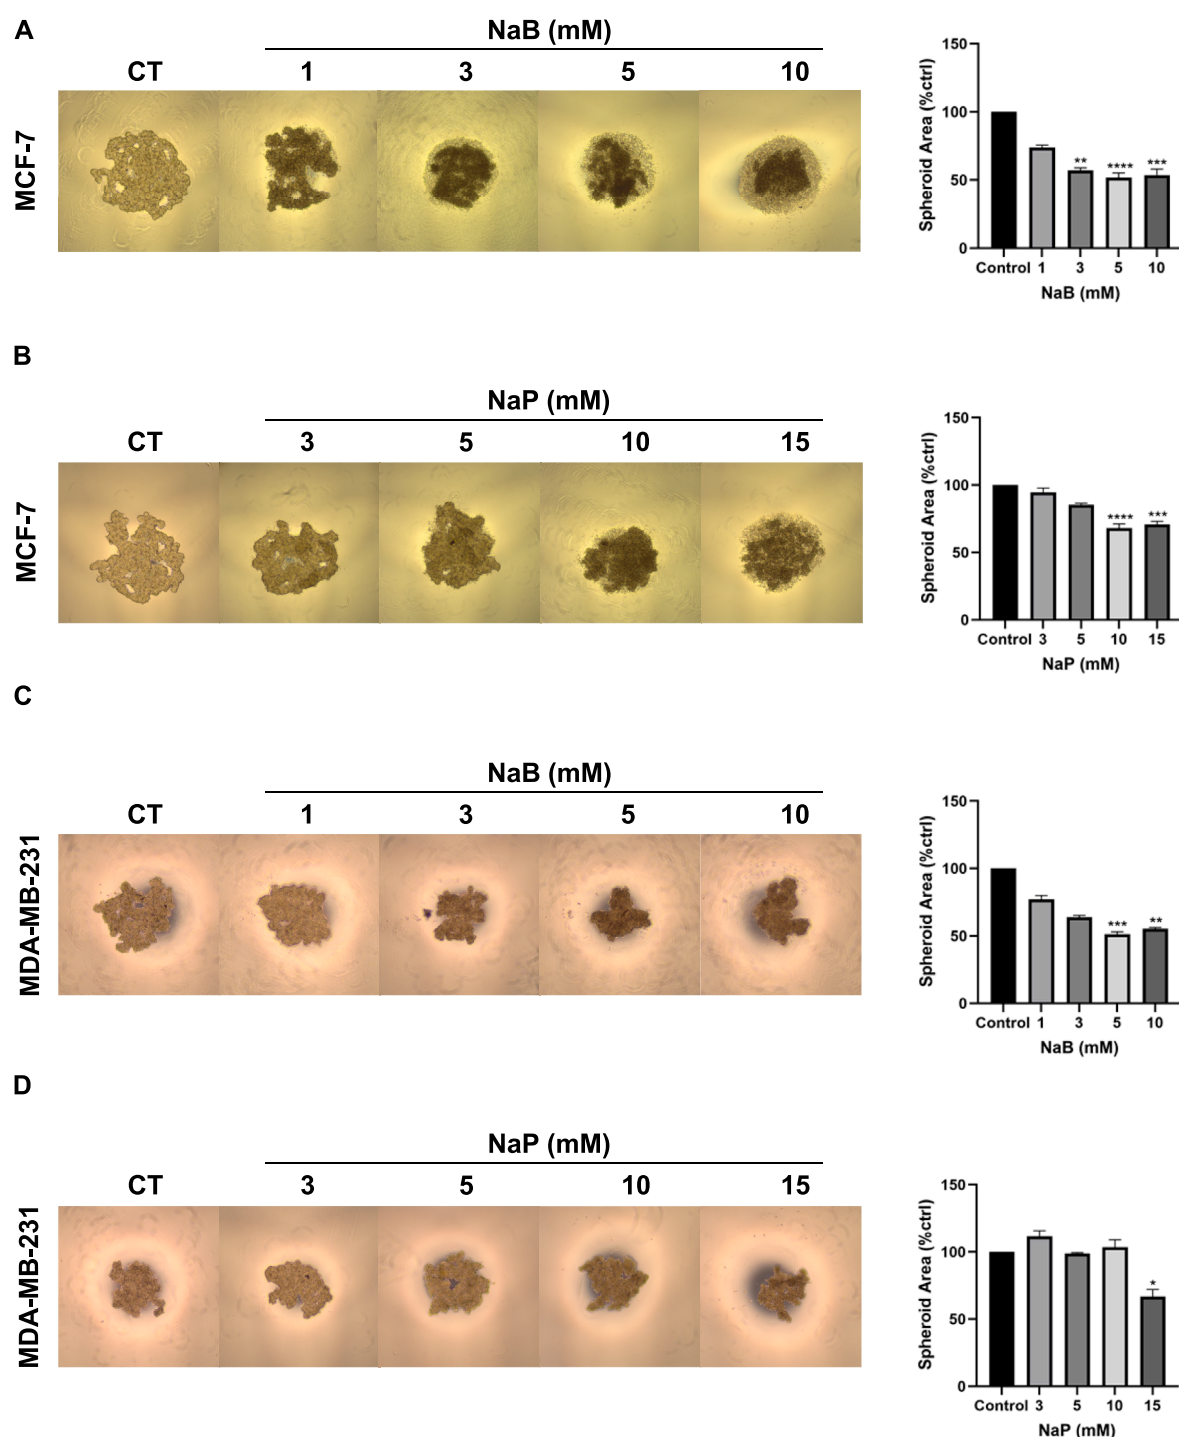 A
NaB (mM)
CT 1 3 5 10
MCF-7
Spheroid Area (%ctrl)
150
100
50
0
** **** ***
Control 1 3 5 10
NaB (mM)
B
NaP (mM)
CT 3 5 10 15
MCF-7
Spheroid Area (%ctrl)
150
100
50
0
**** ***
Control 3 5 10 15
NaP (mM)
C
NaB (mM)
CT 1 3 5 10
MDA-MB-231
Spheroid Area (%ctrl)
150
100
50
0
*** **
Control 1 3 5 10
NaB (mM)
D
NaP (mM)
CT 3 5 10 15
MDA-MB-231
Spheroid Area (%ctrl)
150
100
50
0
*
Control 3 5 10 15
NaP (mM)